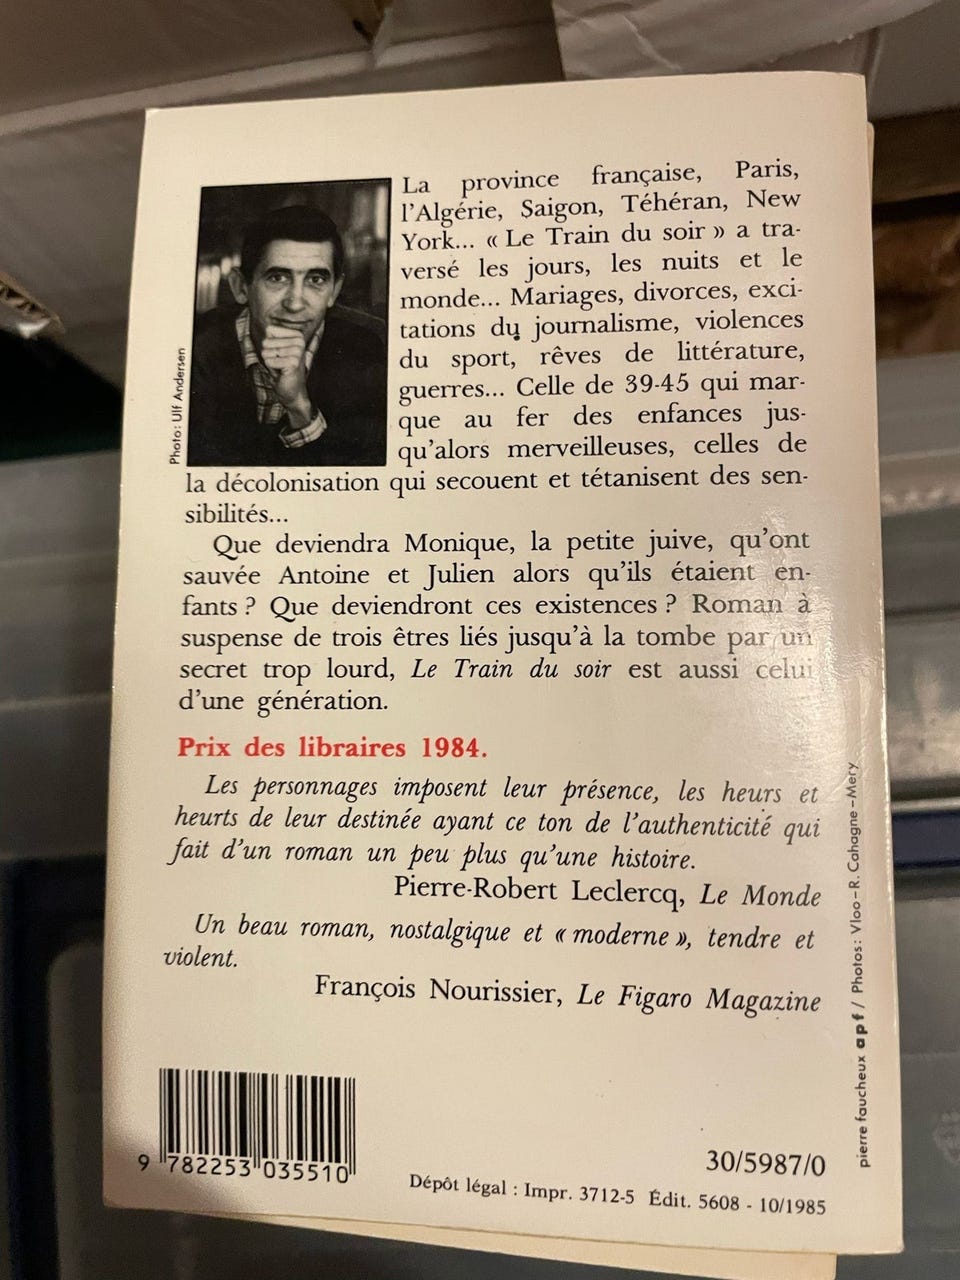 La province française, Paris,
l'Algérie, Saigon, Téhéran, New
York... « Le Train du soir » a tra-
versé les jours, les nuits et le
monde... Mariages, divorces, exci-
tations du journalisme, violences
du sport, rêves de littérature,
guerres... Celle de 39-45 qui mar-
que au fer des enfances jus-
qu'alors merveilleuses, celles de
la décolonisation qui secouent et tétanisent des sen-
sibilités...
Photo: Ulf Andersen
Que deviendra Monique, la petite juive, qu'ont
sauvée Antoine et Julien alors qu'ils étaient en-
fants ? Que deviendront ces existences ? Roman à
suspense de trois êtres liés jusqu'à la tombe par un
secret trop lourd, Le Train du soir est aussi celui
d'une génération.
Prix des libraires 1984.
Les personnages imposent leur présence, les heurs et
heurts de leur destinée ayant ce ton de l'authenticité qui
fait d'un roman un peu plus qu'une histoire.
Pierre-Robert Leclercq, Le Monde
Un beau roman, nostalgique et « moderne », tendre et
violent.
François Nourissier, Le Figaro Magazine
pierre faucheux apf / Photos: Vloo-R. Cahagne-Mery
9 782253 035510
30/5987/0
Dépôt légal : Impr. 3712-5 Édit. 5608 - 10/1985